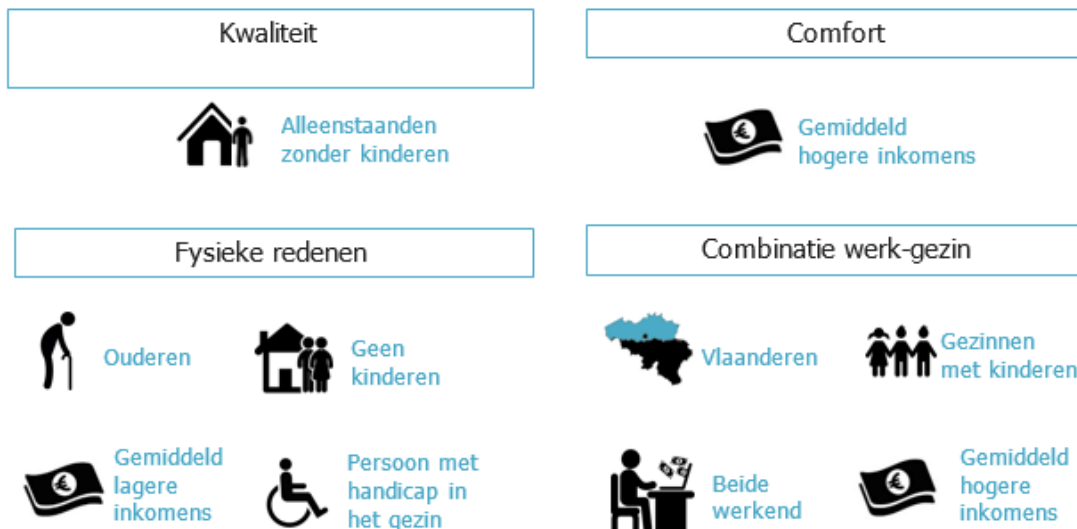 Kwaliteit
Alleenstaanden
zonder kinderen
Comfort
Gemiddeld
hogere inkomens
Fysieke redenen
Ouderen
Geen
kinderen
Gemiddeld
lagere
inkomens
Persoon met
handicap in
het gezin
Combinatie werk-gezin
Vlaanderen
Gezinnen
met kinderen
Beide
werkend
Gemiddeld
hogere
inkomens